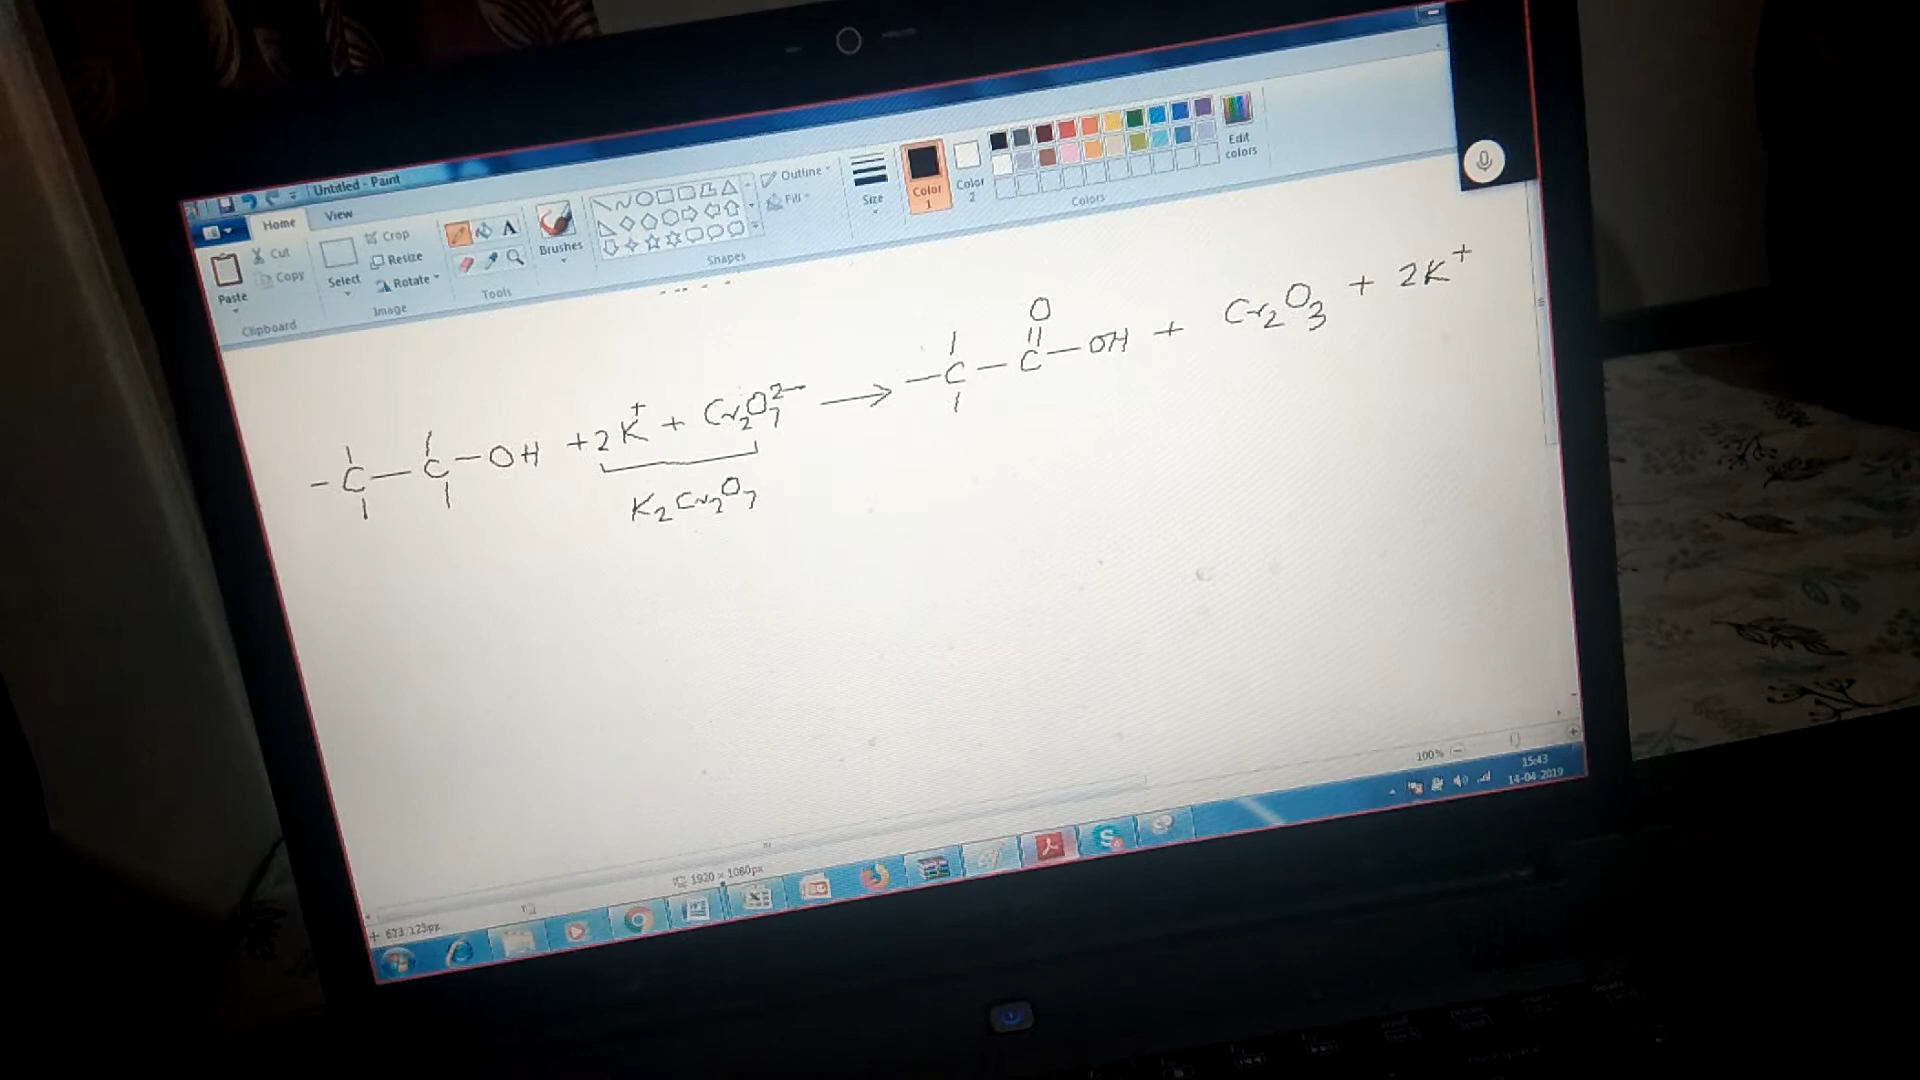 Untitled - Paint
Home View
Paste
Cut
Copy
Clipboard
Select
Crop
Resize
Rotate
Image
Tools
Brushes
Shapes
Outline
Fill
Size
Color 1
Color 2
Edit colors
Colors
O
-C-C-OH + 2K⁺ + Cr₂O₇²⁻ → -C-C-OH + Cr₂O₃ + 2K⁺
K₂Cr₂O₇
100%
1920 × 1080px
15:43
14-04-2019